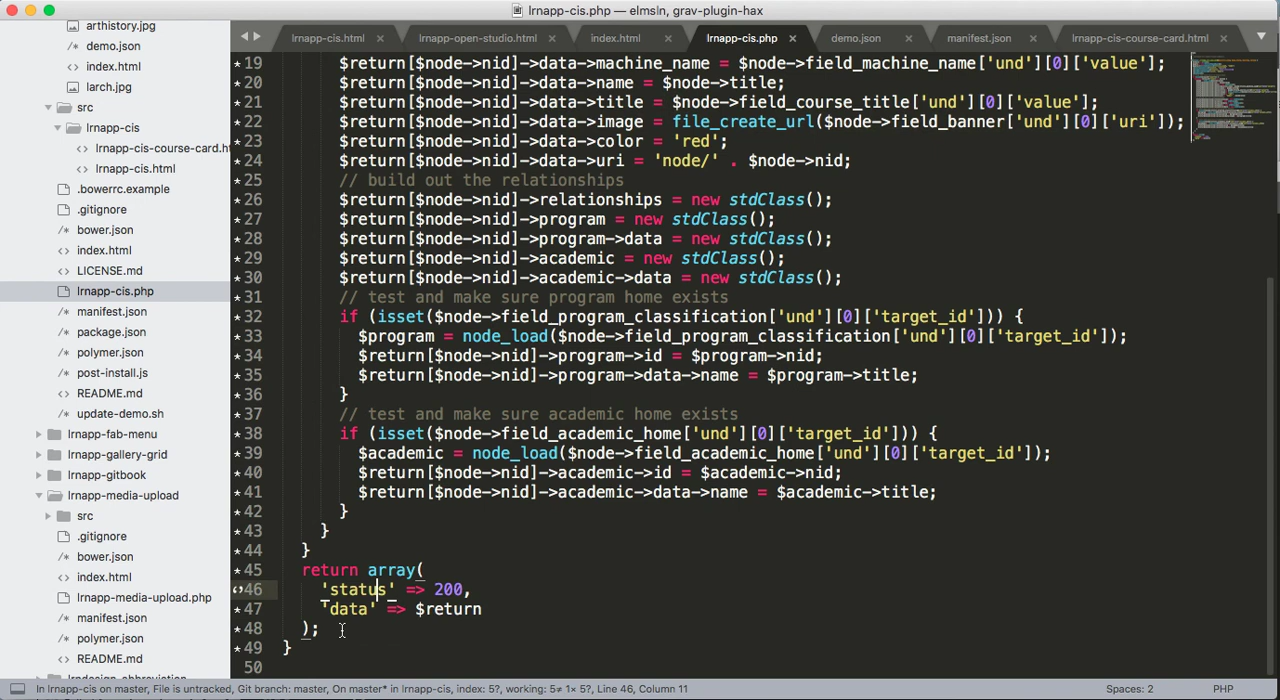 lrnapp-cis.php — elmsln, grav-plugin-hax
lrnapp-cis.html ×
lrnapp-open-studio.html ×
index.html ×
lrnapp-cis.php ×
demo.json ×
manifest.json ×
lrnapp-cis-course-card.html ×
arthistory.jpg
demo.json
index.html
larch.jpg
src
lrnapp-cis
lrnapp-cis-course-card.h
lrnapp-cis.html
.bowerrc.example
.gitignore
bower.json
index.html
LICENSE.md
lrnapp-cis.php
manifest.json
package.json
polymer.json
post-install.js
README.md
update-demo.sh
lrnapp-fab-menu
lrnapp-gallery-grid
lrnapp-gitbook
lrnapp-media-upload
src
.gitignore
bower.json
index.html
lrnapp-media-upload.php
manifest.json
polymer.json
README.md
lrndesign-abbreviation
19 $return[$node->nid]->data->machine_name = $node->field_machine_name['und'][0]['value'];
20 $return[$node->nid]->data->name = $node->title;
21 $return[$node->nid]->data->title = $node->field_course_title['und'][0]['value'];
22 $return[$node->nid]->data->image = file_create_url($node->field_banner['und'][0]['uri']);
23 $return[$node->nid]->data->color = 'red';
24 $return[$node->nid]->data->uri = 'node/' . $node->nid;
25 // build out the relationships
26 $return[$node->nid]->relationships = new stdClass();
27 $return[$node->nid]->program = new stdClass();
28 $return[$node->nid]->program->data = new stdClass();
29 $return[$node->nid]->academic = new stdClass();
30 $return[$node->nid]->academic->data = new stdClass();
31 // test and make sure program home exists
32 if (isset($node->field_program_classification['und'][0]['target_id'])) {
33 $program = node_load($node->field_program_classification['und'][0]['target_id']);
34 $return[$node->nid]->program->id = $program->nid;
35 $return[$node->nid]->program->data->name = $program->title;
36 }
37 // test and make sure academic home exists
38 if (isset($node->field_academic_home['und'][0]['target_id'])) {
39 $academic = node_load($node->field_academic_home['und'][0]['target_id']);
40 $return[$node->nid]->academic->id = $academic->nid;
41 $return[$node->nid]->academic->data->name = $academic->title;
42 }
43 }
44 }
45 return array(
46 'status' => 200,
47 'data' => $return
48 );
49 }
50
In lrnapp-cis on master, File is untracked, Git branch: master, On master* in lrnapp-cis, index: 5?, working: 5≠ 1× 5?, Line 46, Column 11
Spaces: 2
PHP